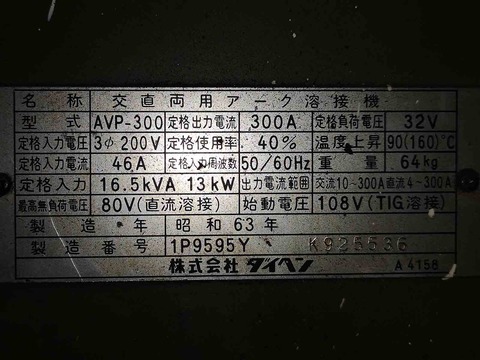 名称 交直両用アーク溶接機
型式 AVP-300 定格出力電流 300A 定格負荷電圧 32V
定格入力電圧 3φ200V 定格使用率 40% 温度上昇 90(160)℃
定格入力電流 46A 定格入力周波数 50/60Hz 重量 64kg
定格入力 16.5kVA 13kW 出力電流範囲 交流10~300A直流4~300A
最高無負荷電圧 80V(直流溶接) 始動電圧 108V(TIG溶接)
製造年 昭和63年
製造番号 1P9595Y K925536
株式会社ダイヘン A4158